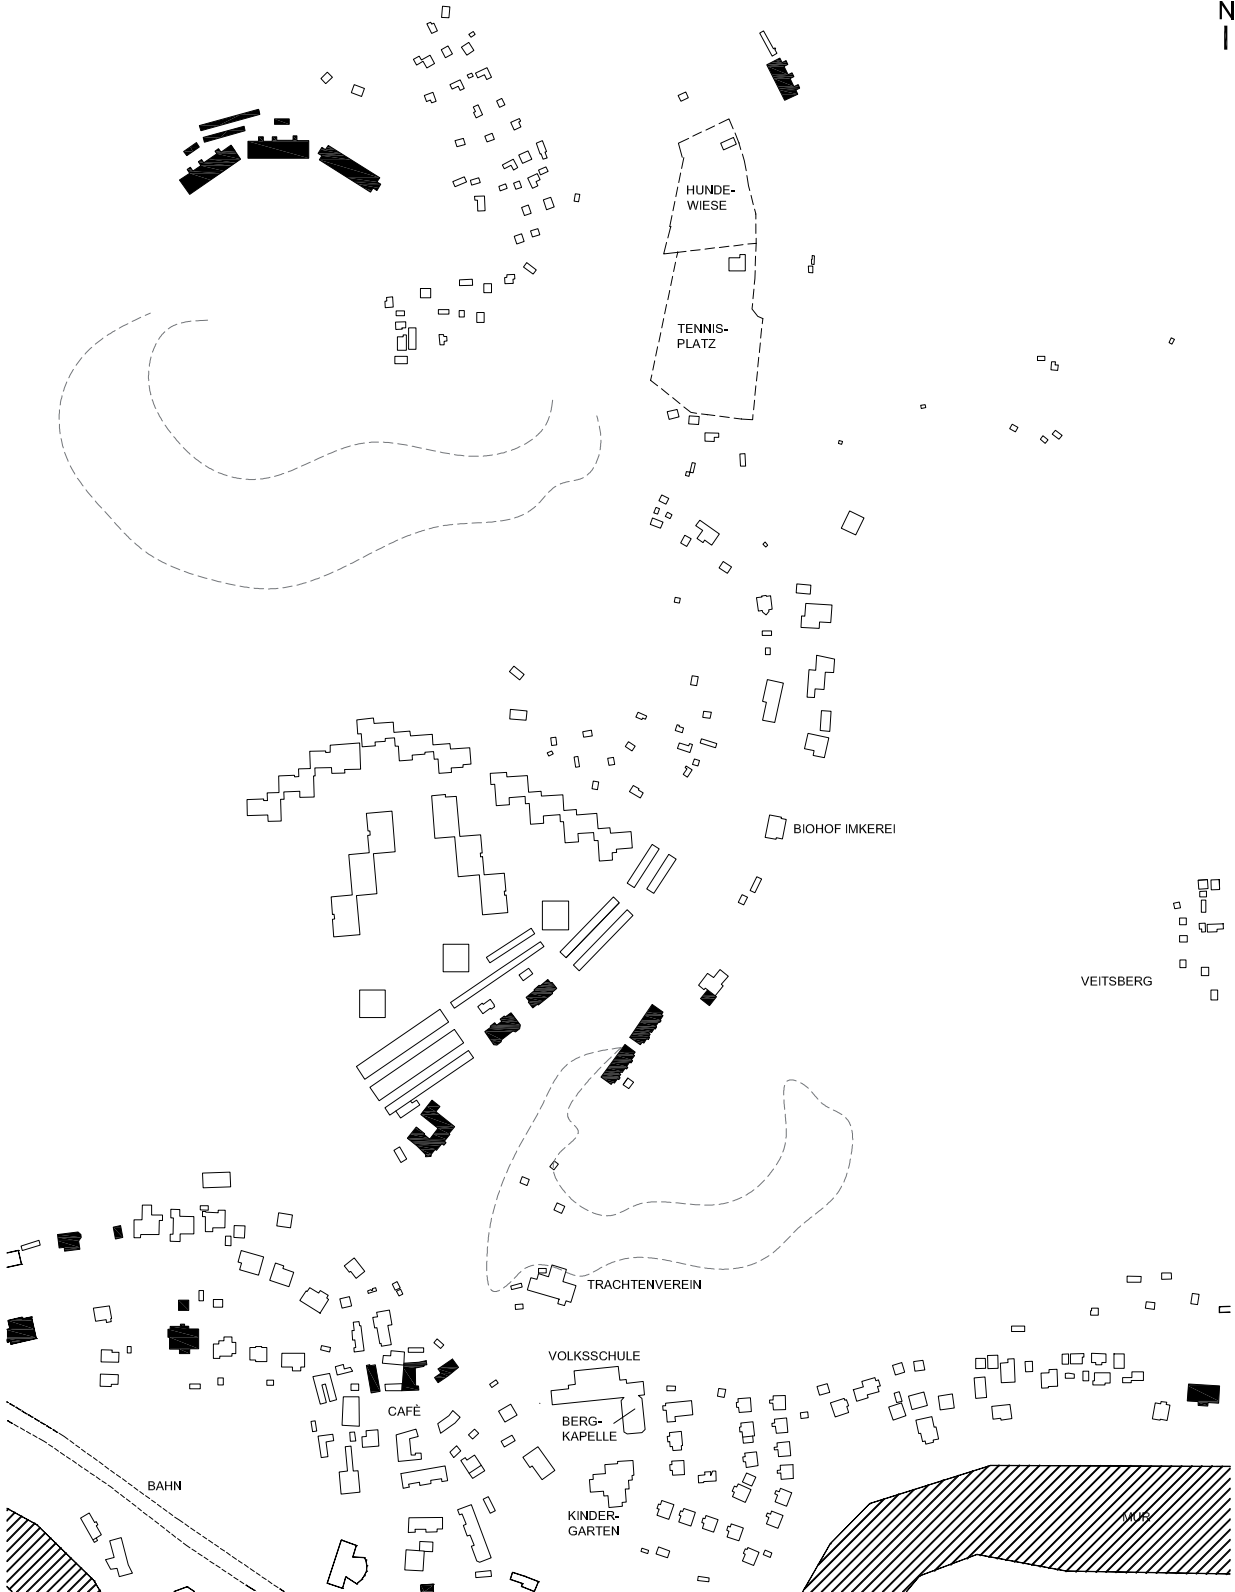 N
HUNDE-
WIESE
TENNIS-
PLATZ
BIOHOF IMKEREI
VEITSBERG
TRACHTENVEREIN
VOLKSSCHULE
CAFÈ
BERG-
KAPELLE
BAHN
KINDER-
GARTEN
MUR